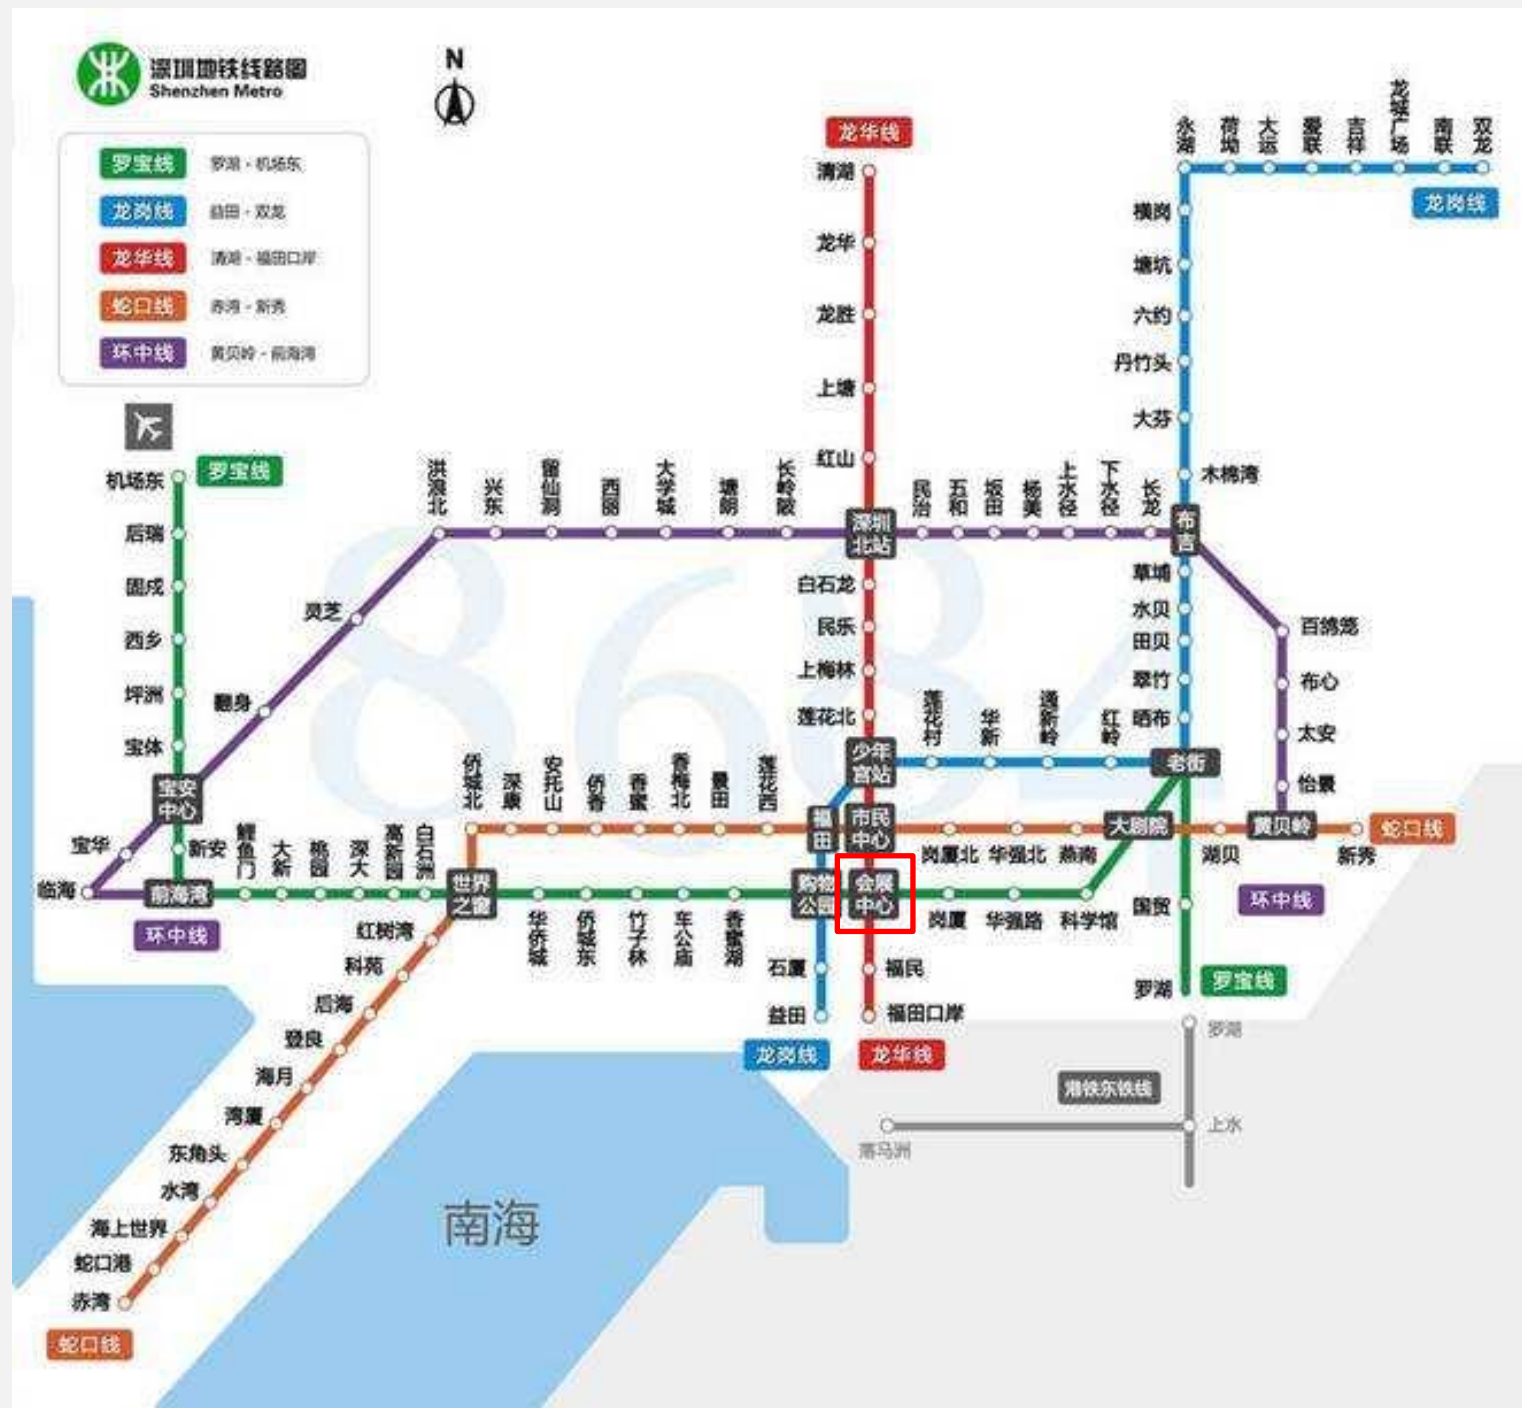 深圳地铁线路图
Shenzhen Metro
N
罗宝线 罗湖 - 机场东
龙岗线 益田 - 双龙
龙华线 清湖 - 福田口岸
蛇口线 赤湾 - 新秀
环中线 黄贝岭 - 前海湾
龙华线
清湖
龙华
龙胜
上塘
红山
深圳北站
白石龙
民乐
上梅林
莲花北
少年宫站
市民中心
会展中心
福民
福田口岸
龙华线
永湖
荷坳
大运
爱联
吉祥
龙城广场
南联
双龙
龙岗线
横岗
塘坑
六约
丹竹头
大芬
木棉湾
布吉
草埔
水贝
田贝
翠竹
晒布
老街
红岭
通新岭
华新
莲花村
福田
购物公园
石厦
益田
龙岗线
机场东
罗宝线
后瑞
固戍
西乡
坪洲
宝体
宝安中心
新安
前海湾
鲤鱼门
大新
桃园
深大
高新园
白石洲
世界之窗
华侨城
侨城东
竹子林
车公庙
香蜜湖
岗厦
华强路
科学馆
大剧院
国贸
罗湖
罗宝线
洪浪北
兴东
留仙洞
西丽
大学城
塘朗
长岭陂
民治
五和
坂田
杨美
上水径
下水径
长龙
百鸽笼
布心
太安
怡景
黄贝岭
环中线
灵芝
翻身
宝华
临海
环中线
侨城北
深康
安托山
侨香
香蜜
香梅北
景田
莲花西
岗厦北
华强北
燕南
湖贝
新秀
蛇口线
红树湾
科苑
后海
登良
海月
湾厦
东角头
水湾
海上世界
蛇口港
赤湾
蛇口线
罗湖
港铁东铁线
上水
落马洲
南海
8684